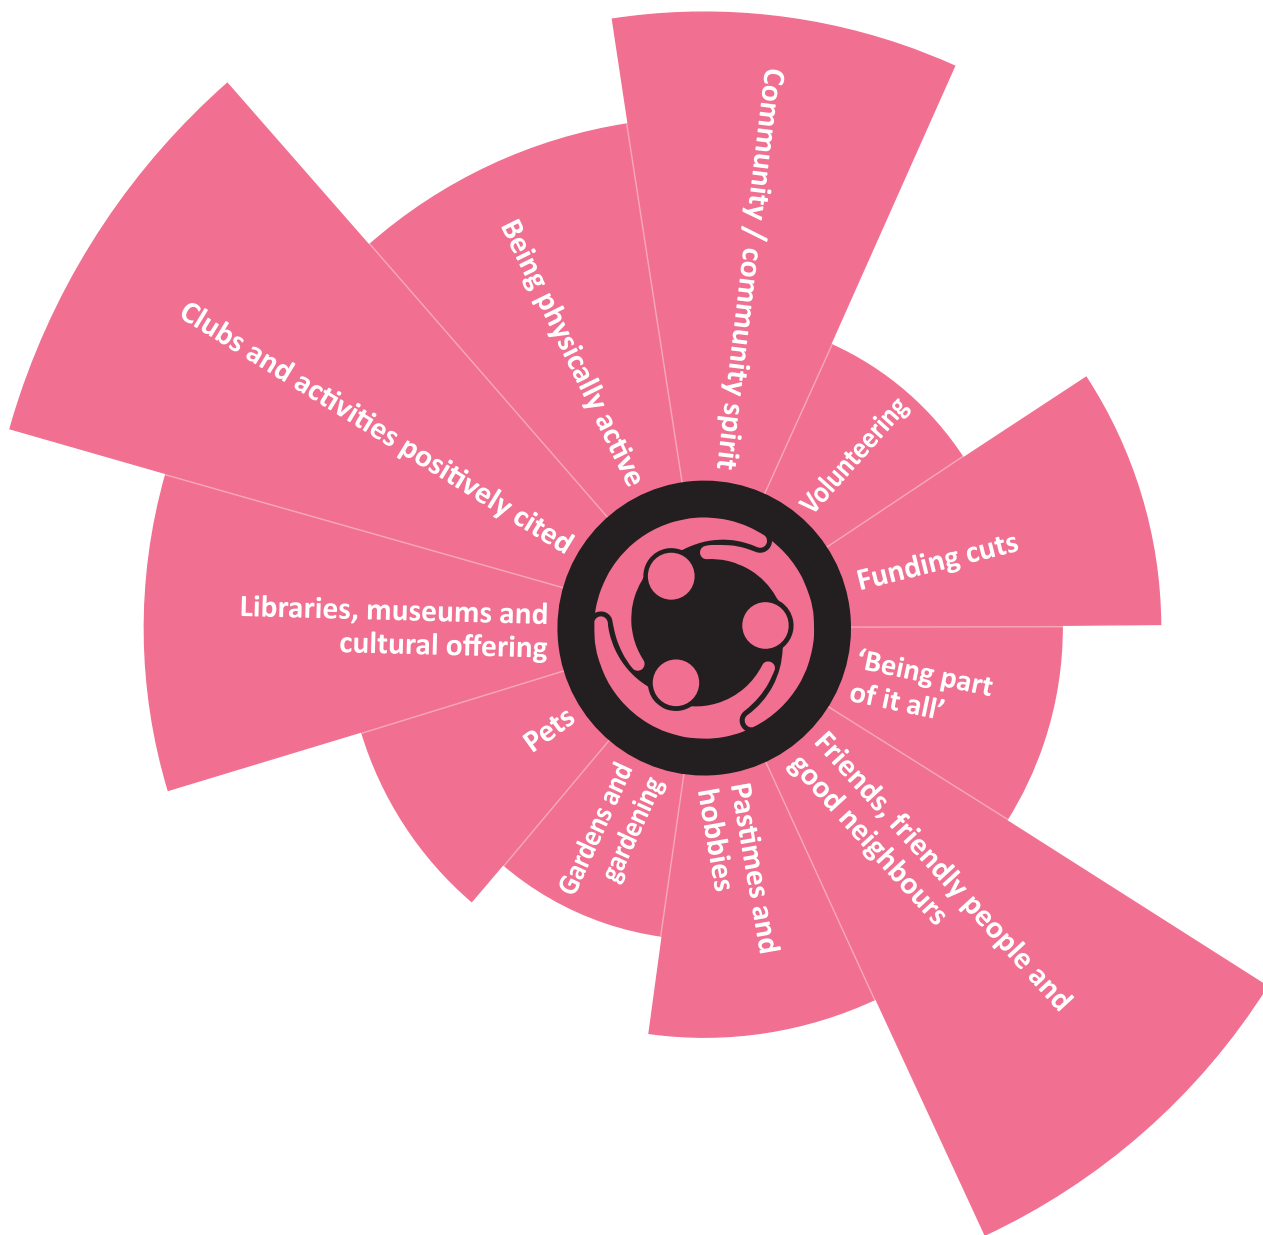 Community / community spirit
Volunteering
Funding cuts
‘Being part
of it all’
Friends, friendly people and
good neighbours
Pastimes and
hobbies
Gardens and
gardening
Pets
Libraries, museums and
cultural offering
Clubs and activities positively cited
Being physically active